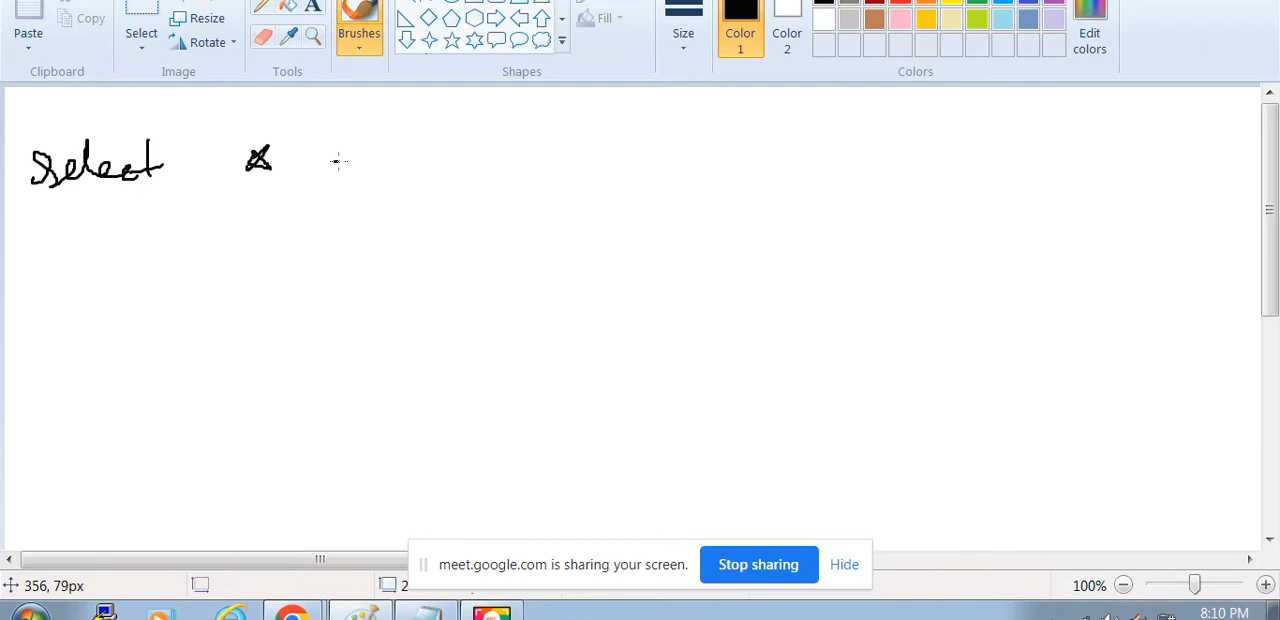 Paste
Copy
Select
Resize
Rotate
A
Brushes
Fill
Size
Color 1
Color 2
Edit colors
Clipboard
Image
Tools
Shapes
Colors
Select *
meet.google.com is sharing your screen.
Stop sharing
Hide
356, 79px
2
100%
8:10 PM